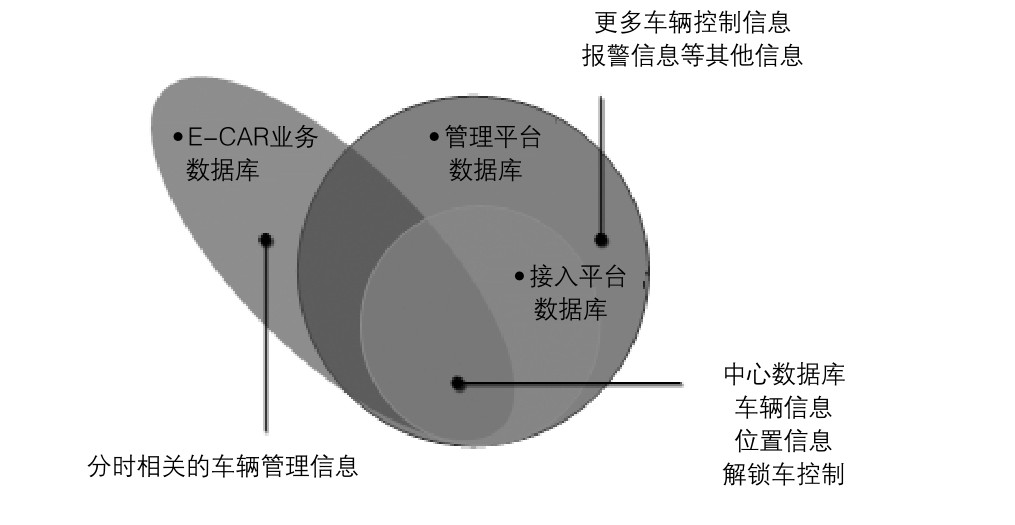 更多车辆控制信息
报警信息等其他信息
•E-CAR业务
数据库
•管理平台
数据库
•接入平台
数据库
中心数据库
车辆信息
位置信息
解锁车控制
分时相关的车辆管理信息